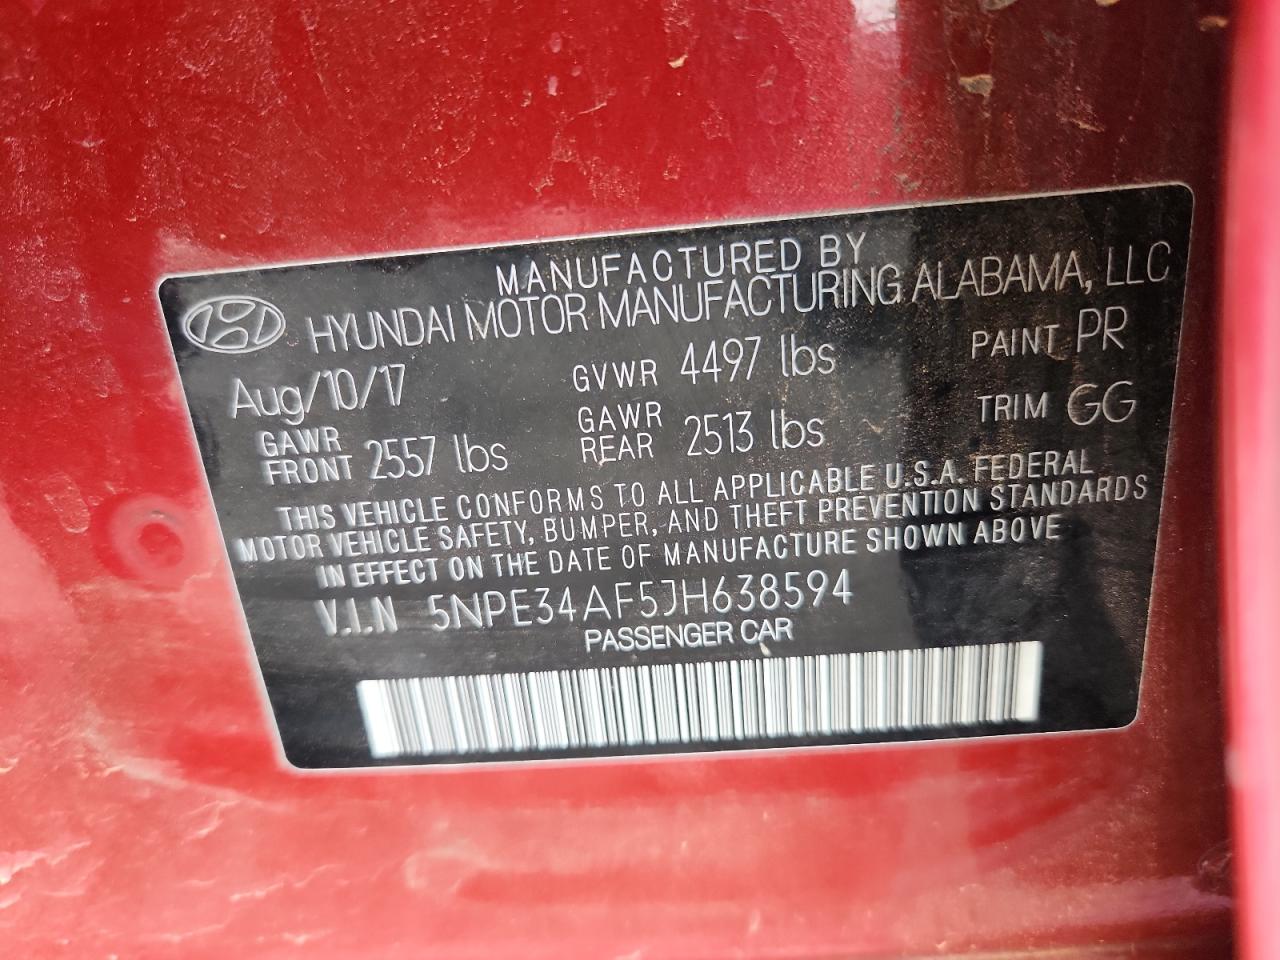 MANUFACTURED BY
HYUNDAI MOTOR MANUFACTURING ALABAMA, LLC
Aug/10/17 GVWR 4497 lbs PAINT PR
GAWR FRONT 2557 lbs GAWR REAR 2513 lbs TRIM GG
THIS VEHICLE CONFORMS TO ALL APPLICABLE U.S.A. FEDERAL
MOTOR VEHICLE SAFETY, BUMPER, AND THEFT PREVENTION STANDARDS
IN EFFECT ON THE DATE OF MANUFACTURE SHOWN ABOVE
V.I.N 5NPE34AF5JH638594
PASSENGER CAR